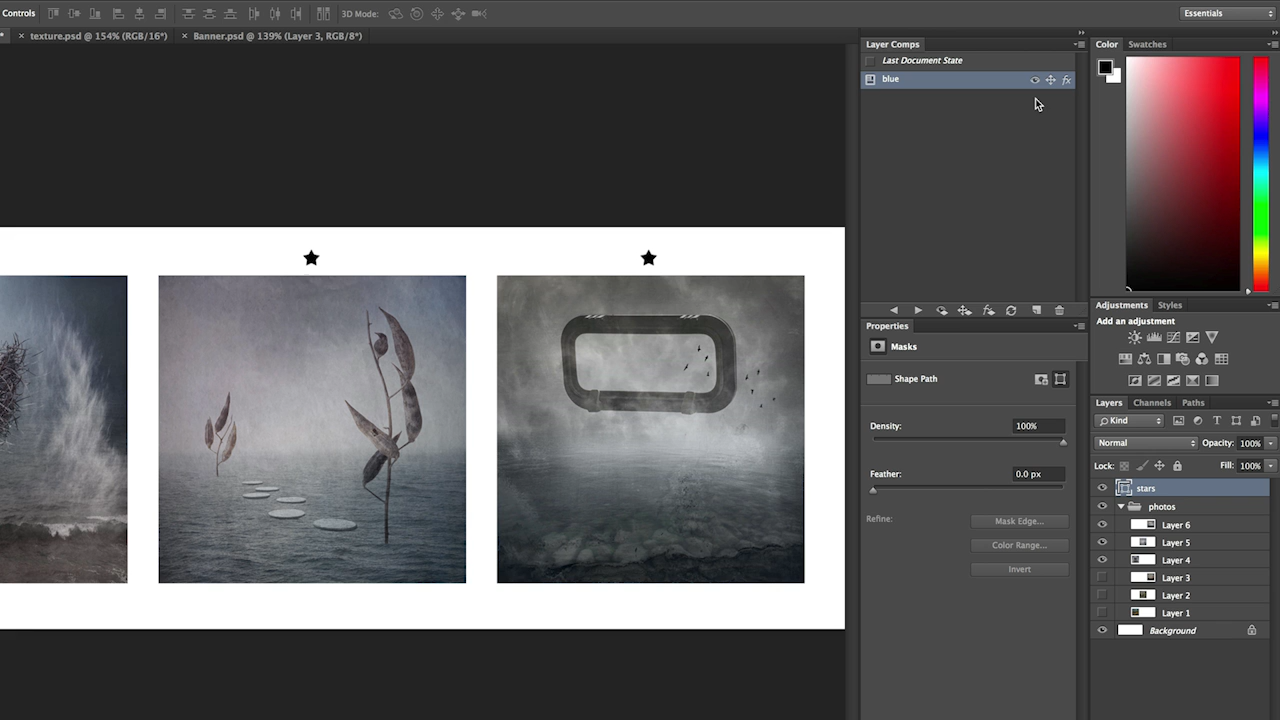 Controls
3D Mode:
Essentials
texture.psd @ 154% (RGB/16*)
Banner.psd @ 139% (Layer 3, RGB/8*)
Layer Comps
Last Document State
blue
fx
Color
Swatches
Adjustments
Styles
Add an adjustment
Properties
Masks
Shape Path
Density:
100%
Feather:
0.0 px
Refine:
Mask Edge...
Color Range...
Invert
Layers
Channels
Paths
Kind
Normal
Opacity:
100%
Lock:
Fill:
100%
stars
photos
Layer 6
Layer 5
Layer 4
Layer 3
Layer 2
Layer 1
Background